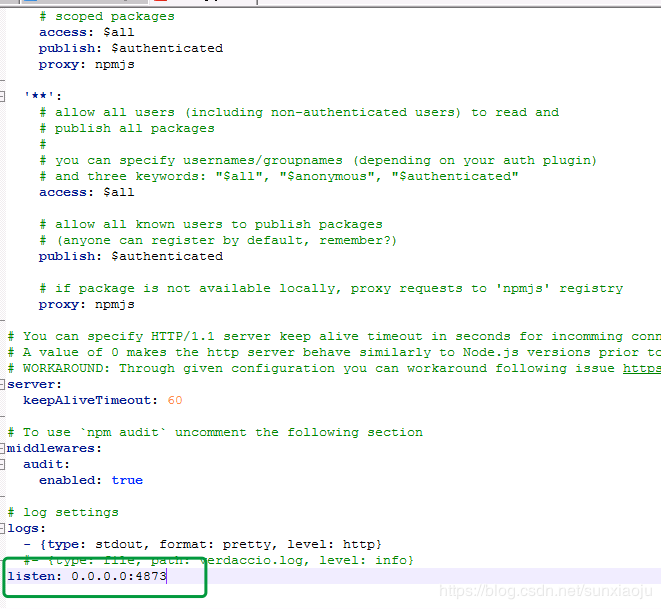 # scoped packages
access: $all
publish: $authenticated
proxy: npmjs
'**':
# allow all users (including non-authenticated users) to read and
# publish all packages
#
# you can specify usernames/groupnames (depending on your auth plugin)
# and three keywords: "$all", "$anonymous", "$authenticated"
access: $all
# allow all known users to publish packages
# (anyone can register by default, remember?)
publish: $authenticated
# if package is not available locally, proxy requests to 'npmjs' registry
proxy: npmjs
# You can specify HTTP/1.1 server keep alive timeout in seconds for incomming conn
# A value of 0 makes the http server behave similarly to Node.js versions prior to
# WORKAROUND: Through given configuration you can workaround following issue https
server:
keepAliveTimeout: 60
# To use `npm audit` uncomment the following section
middlewares:
audit:
enabled: true
# log settings
logs:
- {type: stdout, format: pretty, level: http}
#- {type: file, path: verdaccio.log, level: info}
listen: 0.0.0.0:4873
https://blog.csdn.net/sunxiaoju